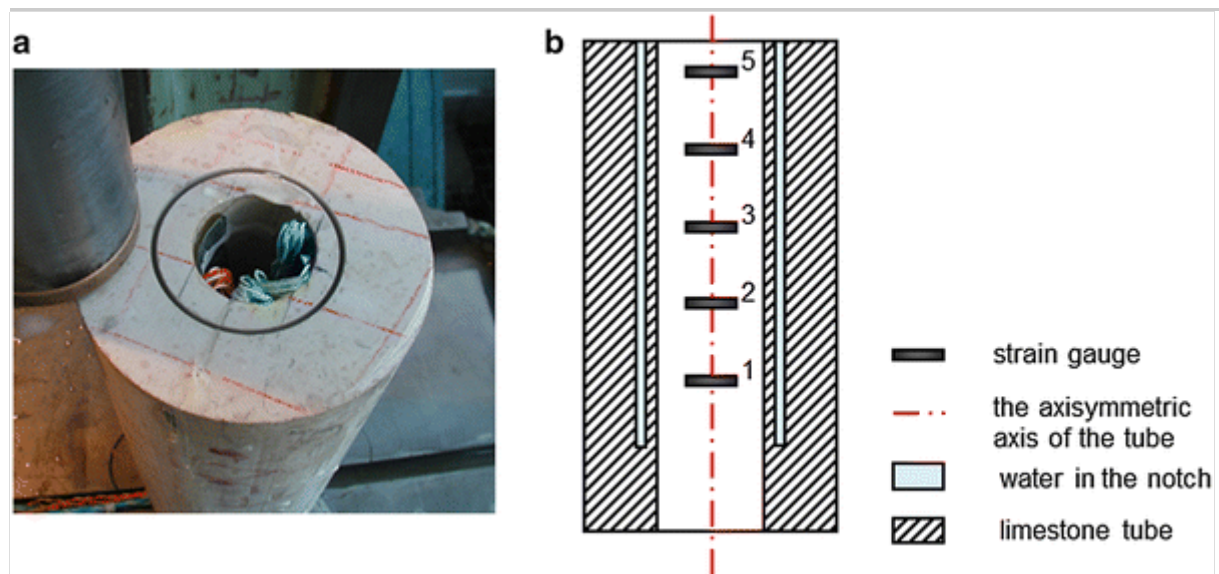 a
b
5
4
3
2
1
strain gauge
the axisymmetric
axis of the tube
water in the notch
limestone tube